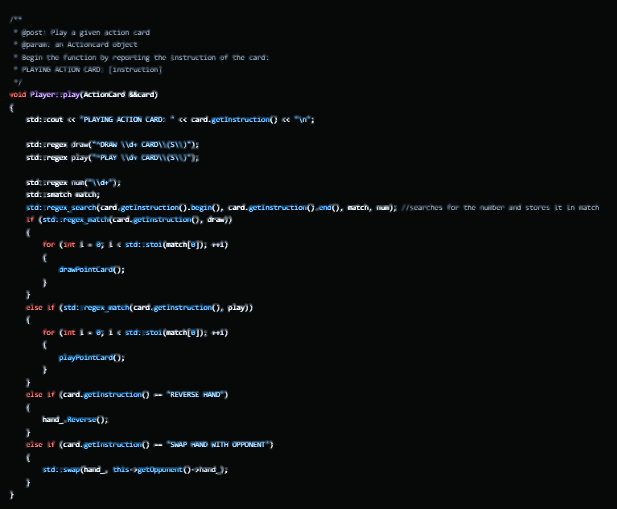 /**
 * @post: Play a given action card
 * @param: an ActionCard object
 * Begin the function by reporting the instruction of the card:
 * PLAYING ACTION CARD: [instruction]
 */
void Player::play(ActionCard &&card)
{
    std::cout << "PLAYING ACTION CARD: " << card.getInstruction() << "\n";
    std::regex draw("^DRAW \\d+ CARD\\(S\\)");
    std::regex play("^PLAY \\d+ CARD\\(S\\)");
    std::regex num("\\d+");
    std::smatch match;
    std::regex_search(card.getInstruction().begin(), card.getInstruction().end(), match, num); //searches for the number and stores it in match
    if (std::regex_match(card.getInstruction(), draw))
    {
        for (int i = 0; i < std::stoi(match[0]); ++i)
        {
            drawPointCard();
        }
    }
    else if (std::regex_match(card.getInstruction(), play))
    {
        for (int i = 0; i < std::stoi(match[0]); ++i)
        {
            playPointCard();
        }
    }
    else if (card.getInstruction() == "REVERSE HAND")
    {
        hand_.Reverse();
    }
    else if (card.getInstruction() == "SWAP HAND WITH OPPONENT")
    {
        std::swap(hand_, this->getOpponent()->hand_);
    }
}